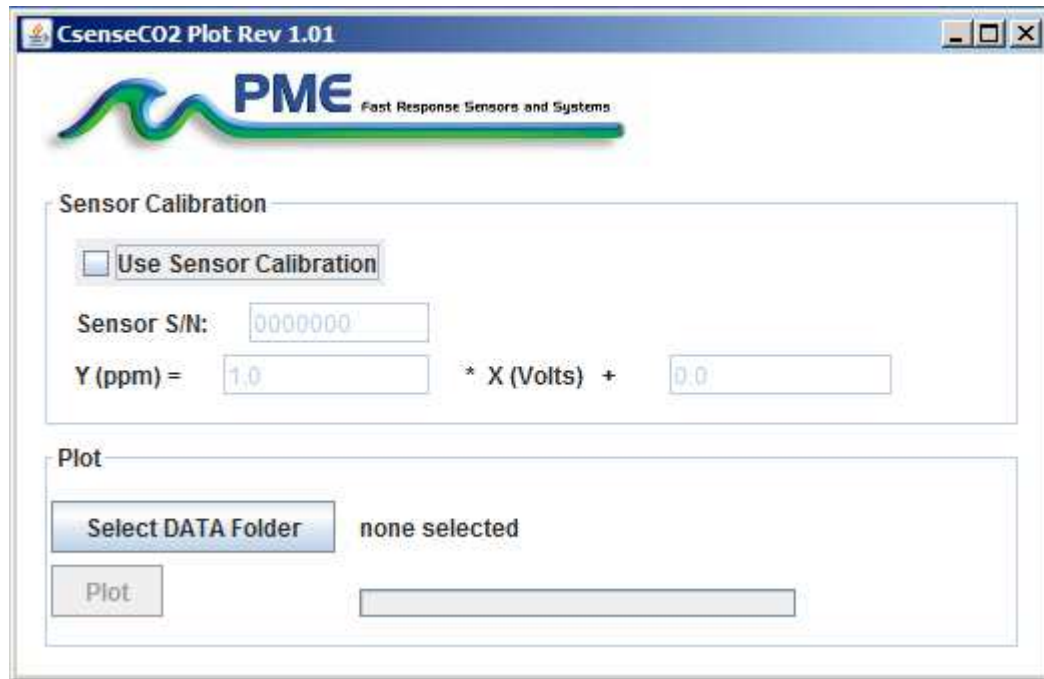 CsenseCO2 Plot Rev 1.01
PME Fast Response Sensors and Systems
Sensor Calibration
Use Sensor Calibration
Sensor S/N: 0000000
Y (ppm) = 1.0 * X (Volts) + 0.0
Plot
Select DATA Folder none selected
Plot